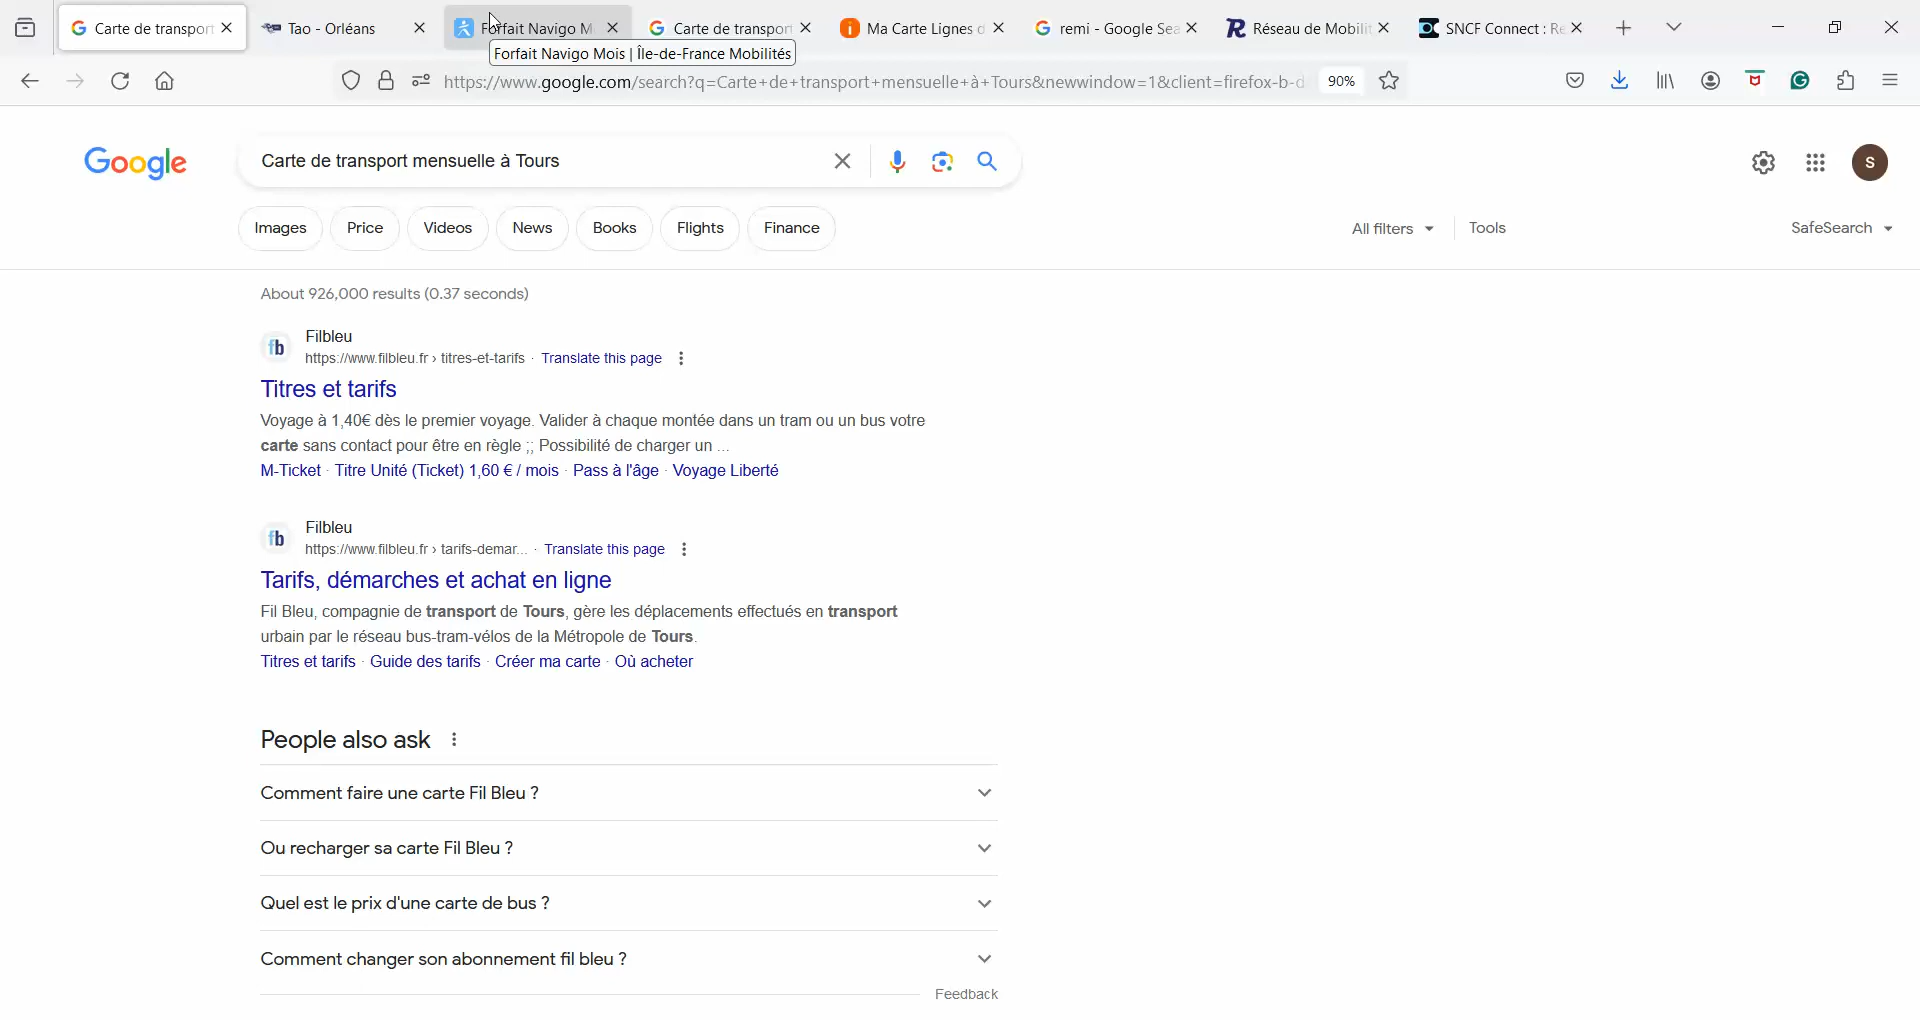 Carte de transport
Tao - Orléans
Forfait Navigo M
Carte de transport
Ma Carte Lignes d
remi - Google Sea
Réseau de Mobilit
SNCF Connect : Re
Forfait Navigo Mois | Île-de-France Mobilités
https://www.google.com/search?q=Carte+de+transport+mensuelle+à+Tours&newwindow=1&client=firefox-b-d
90%
Google
Carte de transport mensuelle à Tours
S
Images
Price
Videos
News
Books
Flights
Finance
All filters
Tools
SafeSearch
About 926,000 results (0.37 seconds)
fb
Filbleu
https://www.filbleu.fr › titres-et-tarifs · Translate this page
Titres et tarifs
Voyage à 1,40€ dès le premier voyage. Valider à chaque montée dans un tram ou un bus votre
carte sans contact pour être en règle ;; Possibilité de charger un ...
M-Ticket · Titre Unité (Ticket) 1,60 € / mois · Pass à l'âge · Voyage Liberté
fb
Filbleu
https://www.filbleu.fr › tarifs-demar... · Translate this page
Tarifs, démarches et achat en ligne
Fil Bleu, compagnie de transport de Tours, gère les déplacements effectués en transport
urbain par le réseau bus-tram-vélos de la Métropole de Tours.
Titres et tarifs · Guide des tarifs · Créer ma carte · Où acheter
People also ask
Comment faire une carte Fil Bleu ?
Ou recharger sa carte Fil Bleu ?
Quel est le prix d'une carte de bus ?
Comment changer son abonnement fil bleu ?
Feedback